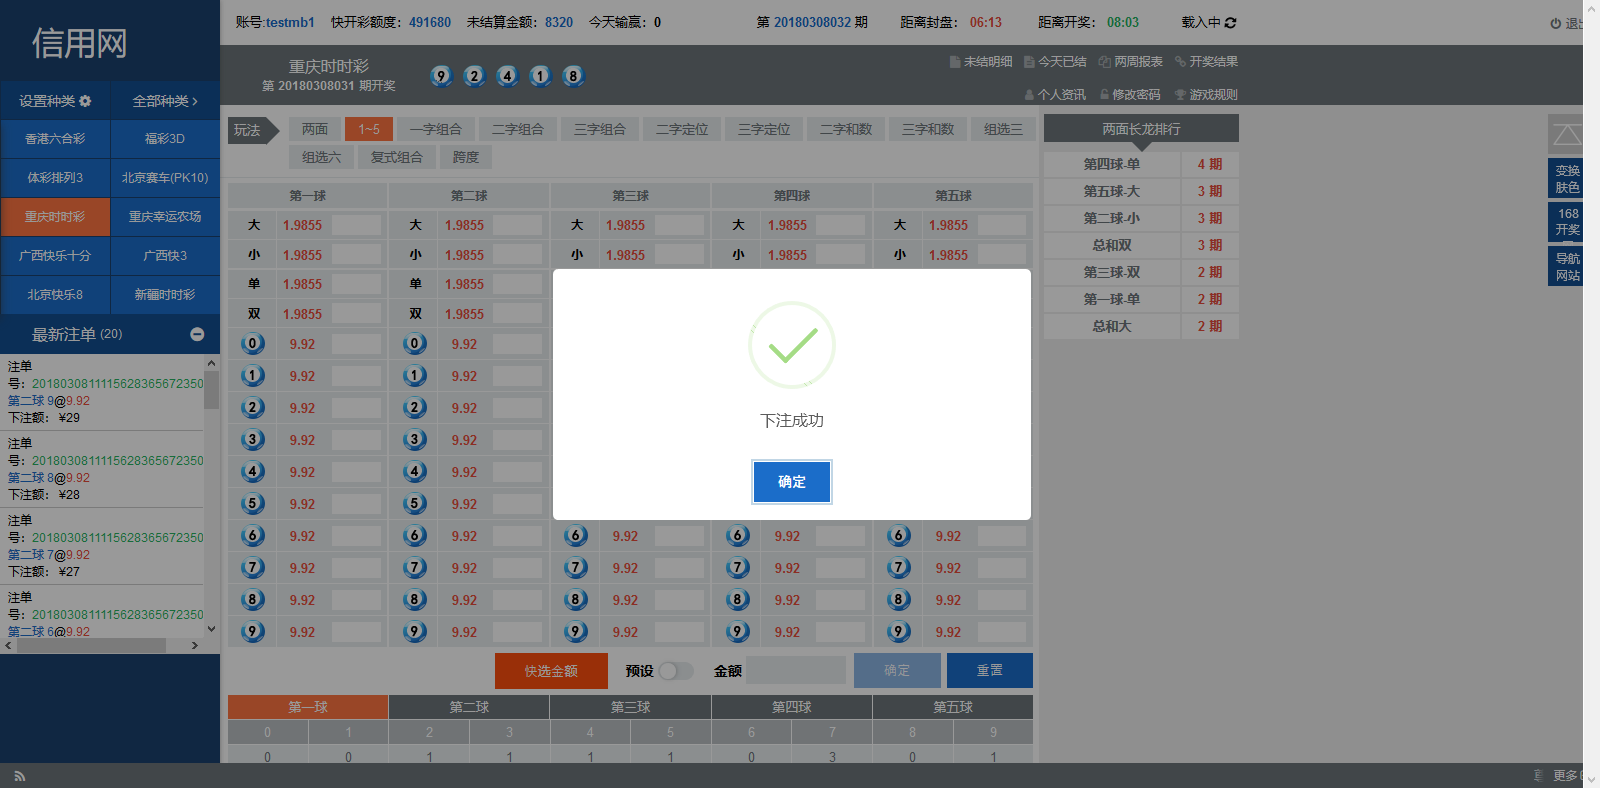 信用网
账号:testmb1 快开彩额度：491680 未结算金额：8320 今天输赢：0 第 20180308032 期 距离封盘： 06:13 距离开奖： 08:03 载入中
重庆时时彩
第 20180308031 期开奖
9 2 4 1 8
未结明细 今天已结 两周报表 开奖结果
个人资讯 修改密码 游戏规则
设置种类 全部种类
香港六合彩 福彩3D
体彩排列3 北京赛车(PK10)
重庆时时彩 重庆幸运农场
广西快乐十分 广西快3
北京快乐8 新疆时时彩
最新注单 (20)
注单
号：2018030811115628365672350
第二球 9@9.92
下注额： ¥29
注单
号：2018030811115628365672350
第二球 8@9.92
下注额： ¥28
注单
号：2018030811115628365672350
第二球 7@9.92
下注额： ¥27
注单
号：2018030811115628365672350
第二球 6@9.92
玩法 两面 1~5 一字组合 二字组合 三字组合 二字定位 三字定位 二字和数 三字和数 组选三
组选六 复式组合 跨度
第一球 第二球 第三球 第四球 第五球
大 1.9855 大 1.9855 大 1.9855 大 1.9855 大 1.9855
小 1.9855 小 1.9855 小 1.9855 小 1.9855 小 1.9855
单 1.9855 单 1.9855
双 1.9855 双 1.9855
0 9.92 0 9.92
1 9.92 1 9.92
2 9.92 2 9.92
3 9.92 3 9.92
4 9.92 4 9.92
5 9.92 5 9.92
6 9.92 6 9.92 6 9.92 6 9.92 6 9.92
7 9.92 7 9.92 7 9.92 7 9.92 7 9.92
8 9.92 8 9.92 8 9.92 8 9.92 8 9.92
9 9.92 9 9.92 9 9.92 9 9.92 9 9.92
下注成功
确定
快选金额 预设 金额 确定 重置
第一球 第二球 第三球 第四球 第五球
0 1 2 3 4 5 6 7 8 9
0 0 1 1 1 1 0 3 0 1
两面长龙排行
第四球-单 4 期
第五球-大 3 期
第二球-小 3 期
总和双 3 期
第三球-双 2 期
第一球-单 2 期
总和大 2 期
变换
肤色
168
开奖
导航
网站
更多